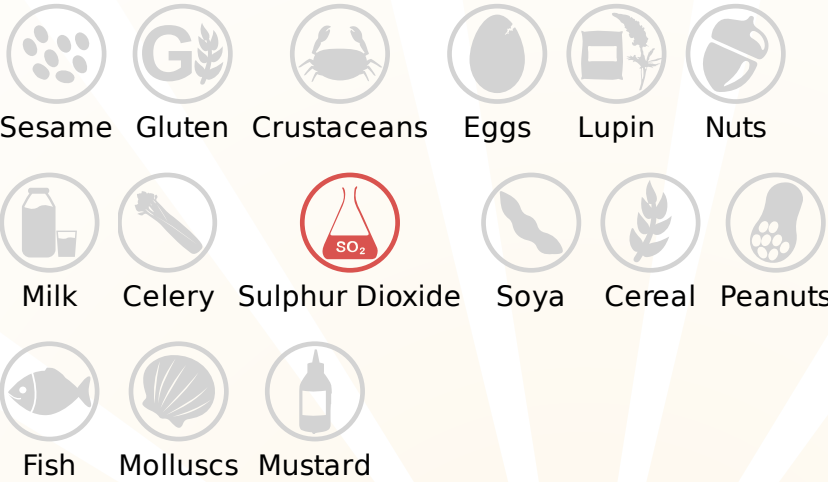 G
Sesame Gluten Crustaceans Eggs Lupin Nuts
SO₂
Milk Celery Sulphur Dioxide Soya Cereal Peanuts
Fish Molluscs Mustard